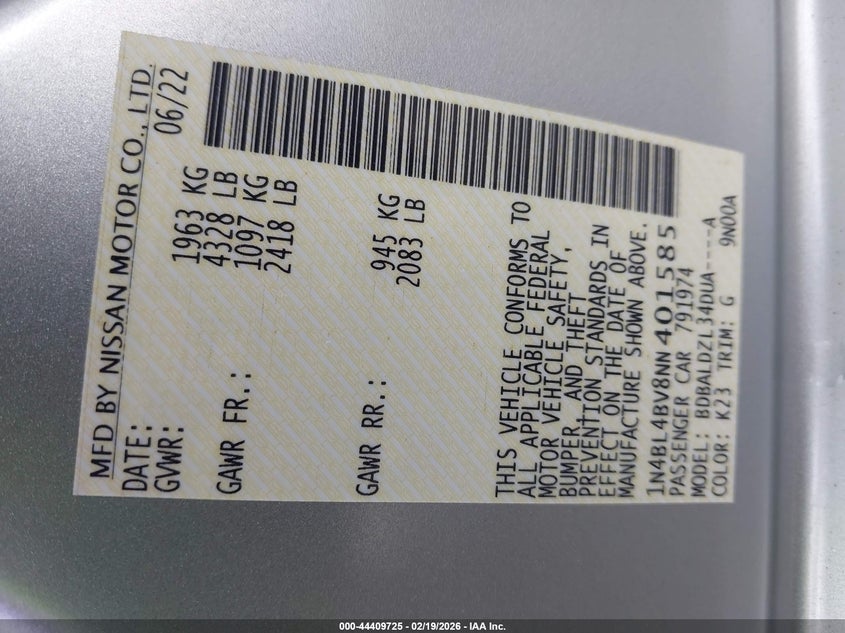 MFD BY NISSAN MOTOR CO., LTD.
DATE: 06/22
GVWR: 1963 KG
4328 LB
GAWR FR.: 1097 KG
2418 LB
GAWR RR.: 945 KG
2083 LB
THIS VEHICLE CONFORMS TO
ALL APPLICABLE FEDERAL
MOTOR VEHICLE SAFETY,
BUMPER, AND THEFT
PREVENTION STANDARDS IN
EFFECT ON THE DATE OF
MANUFACTURE SHOWN ABOVE.
1N4BL4BV8NN401585
PASSENGER CAR 791974
MODEL: BDBALDZL34DUA----A
COLOR: K23 TRIM: G 9N00A
000-44409725 - 02/19/2026 - IAA Inc.